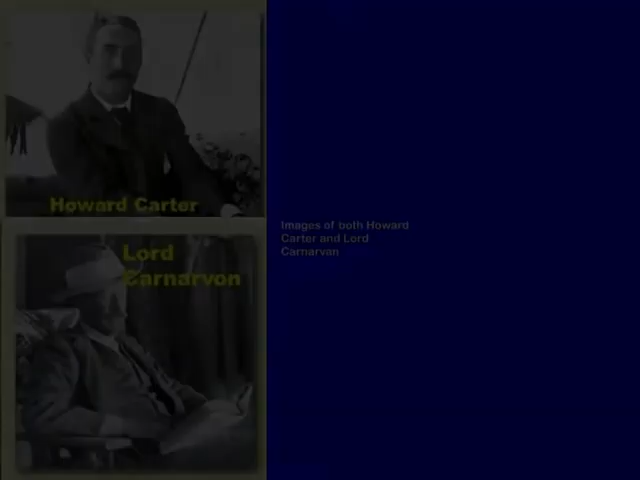 Howard Carter
Lord
Carnarvon
Images of both Howard
Carter and Lord
Carnarvan